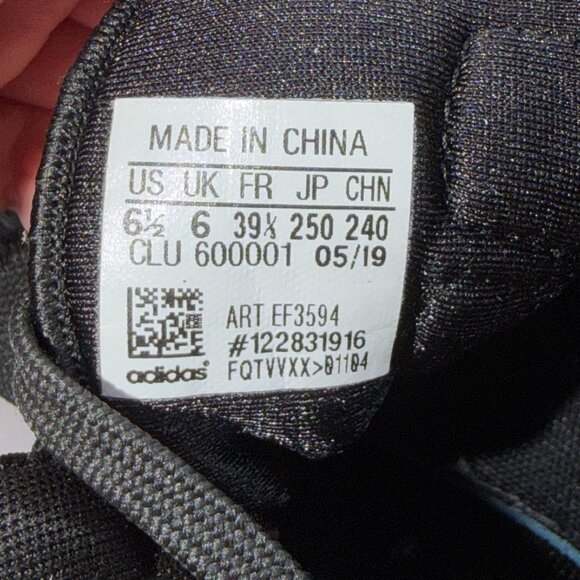 MADE IN CHINA
US UK FR JP CHN
6½ 6 39⅓ 250 240
CLU 600001 05/19
ART EF3594
#122831916
adidas® FQTVVXX>01104